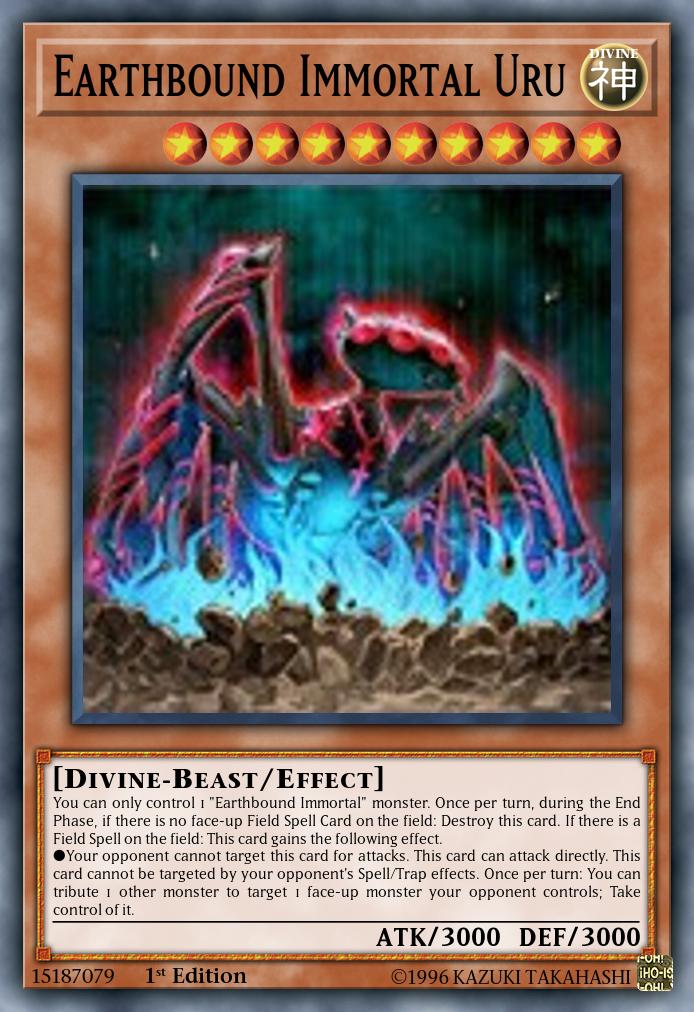 EARTHBOUND IMMORTAL URU
DIVINE
神
[DIVINE-BEAST/EFFECT]
You can only control 1 "Earthbound Immortal" monster. Once per turn, during the End
Phase, if there is no face-up Field Spell Card on the field: Destroy this card. If there is a
Field Spell on the field: This card gains the following effect.
●Your opponent cannot target this card for attacks. This card can attack directly. This
card cannot be targeted by your opponent's Spell/Trap effects. Once per turn: You can
tribute 1 other monster to target 1 face-up monster your opponent controls; Take
control of it.
ATK/3000 DEF/3000
15187079 1st Edition ©1996 KAZUKI TAKAHASHI